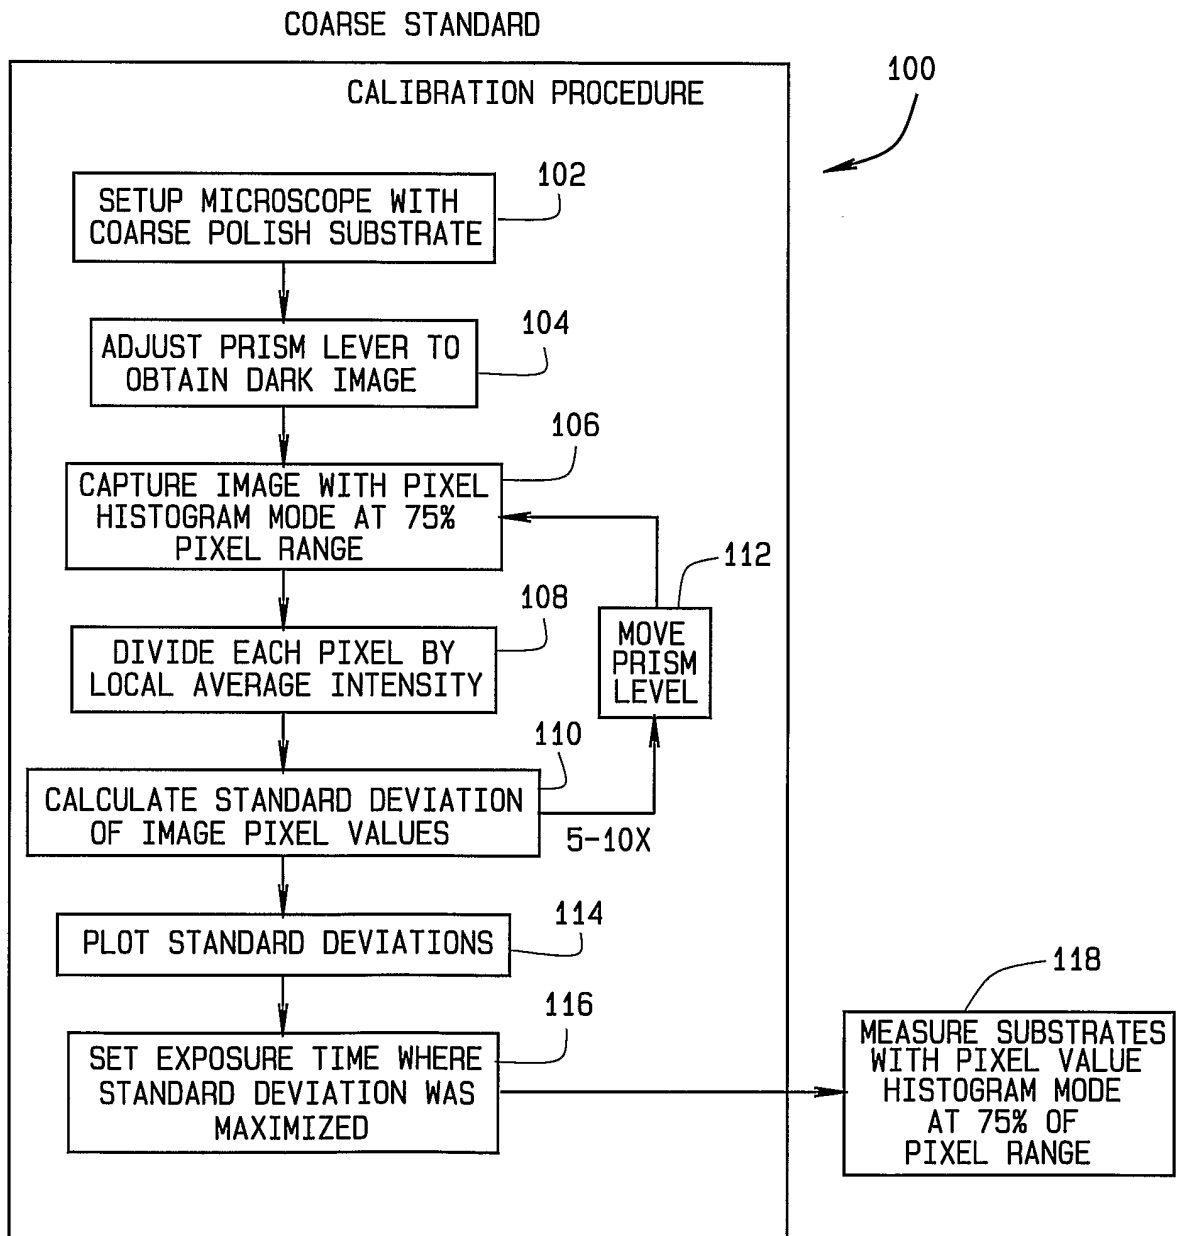 COARSE STANDARD
CALIBRATION PROCEDURE
100
SETUP MICROSCOPE WITH
COARSE POLISH SUBSTRATE
102
ADJUST PRISM LEVER TO
OBTAIN DARK IMAGE
104
CAPTURE IMAGE WITH PIXEL
HISTOGRAM MODE AT 75%
PIXEL RANGE
106
DIVIDE EACH PIXEL BY
LOCAL AVERAGE INTENSITY
108
MOVE
PRISM
LEVEL
112
CALCULATE STANDARD DEVIATION
OF IMAGE PIXEL VALUES
110
5-10X
PLOT STANDARD DEVIATIONS
114
SET EXPOSURE TIME WHERE
STANDARD DEVIATION WAS
MAXIMIZED
116
MEASURE SUBSTRATES
WITH PIXEL VALUE
HISTOGRAM MODE
AT 75% OF
PIXEL RANGE
118